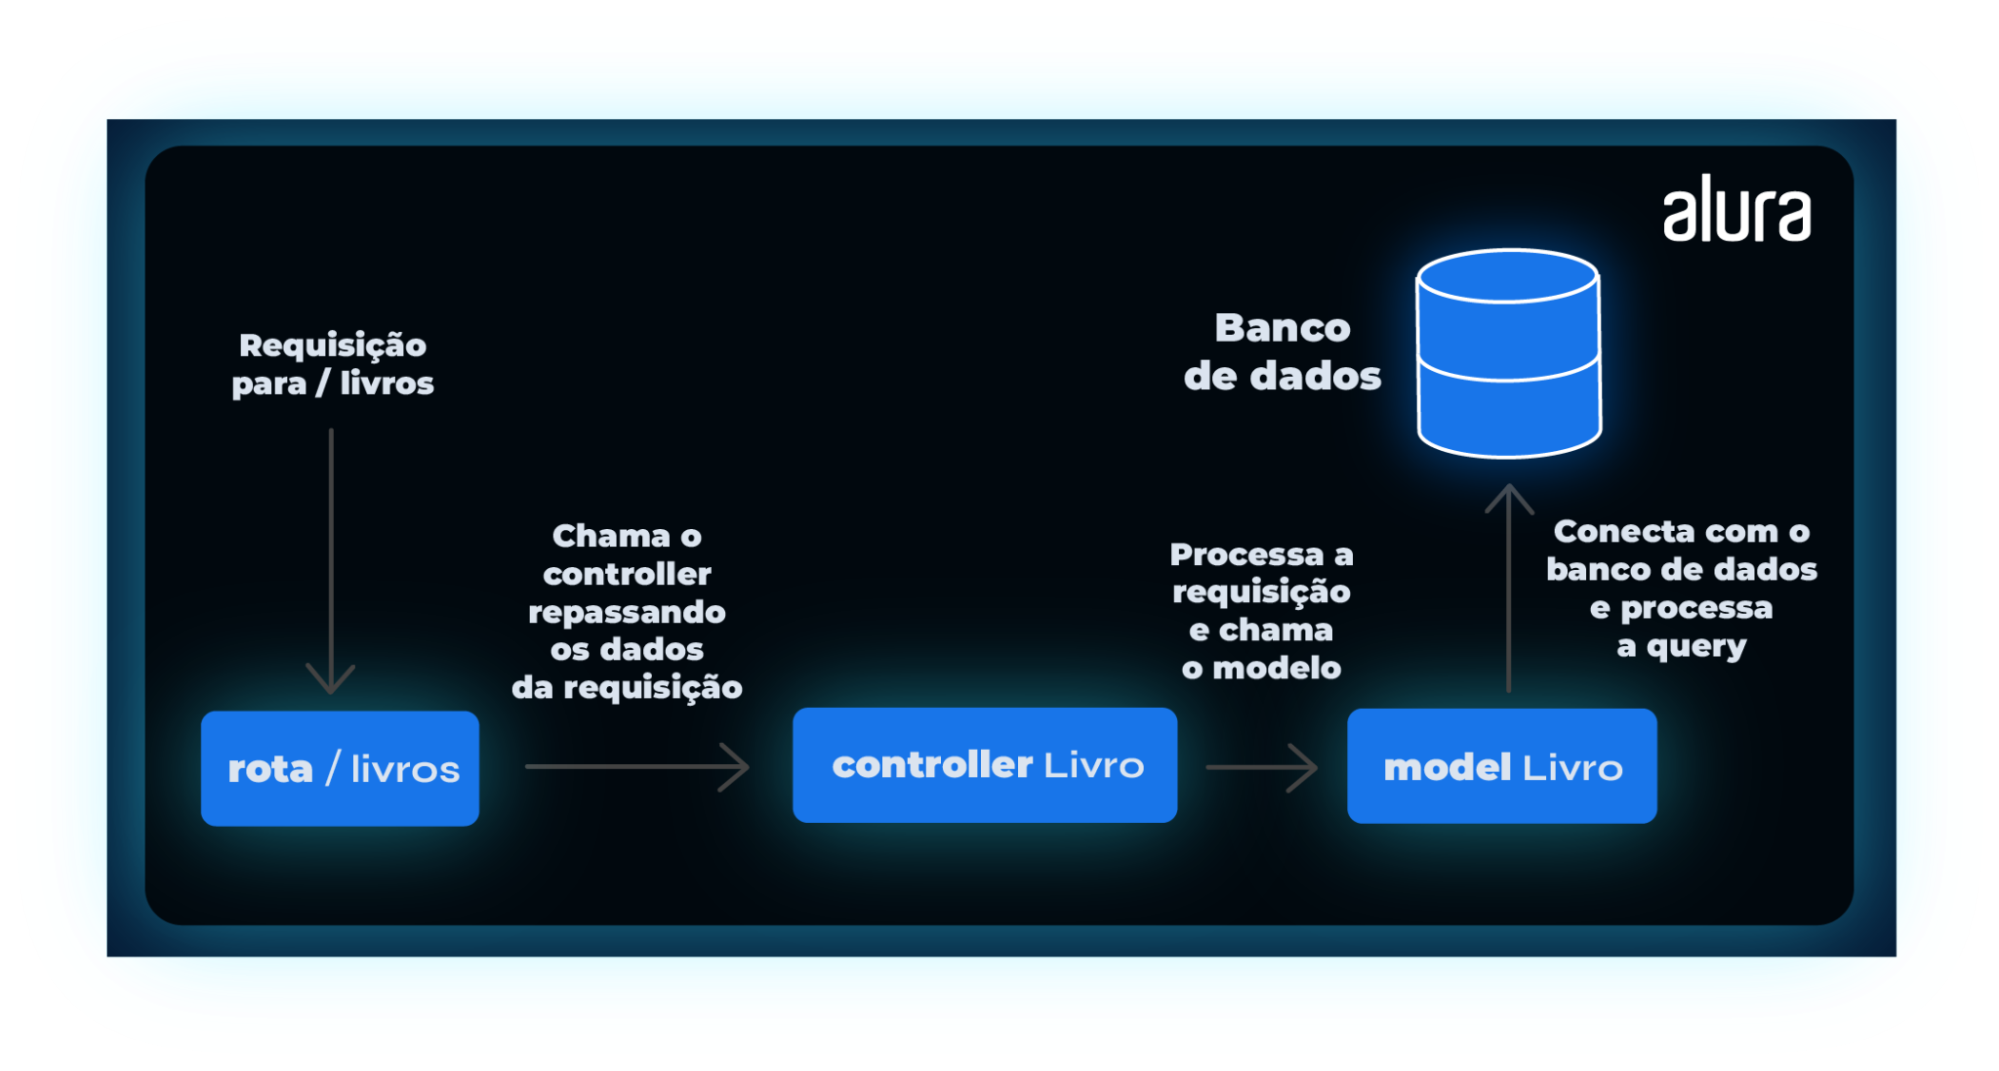 alura
Requisição
para / livros
Banco
de dados
Chama o
controller
repassando
os dados
da requisição
Processa a
requisição
e chama
o modelo
Conecta com o
banco de dados
e processa
a query
rota / livros
controller Livro
model Livro